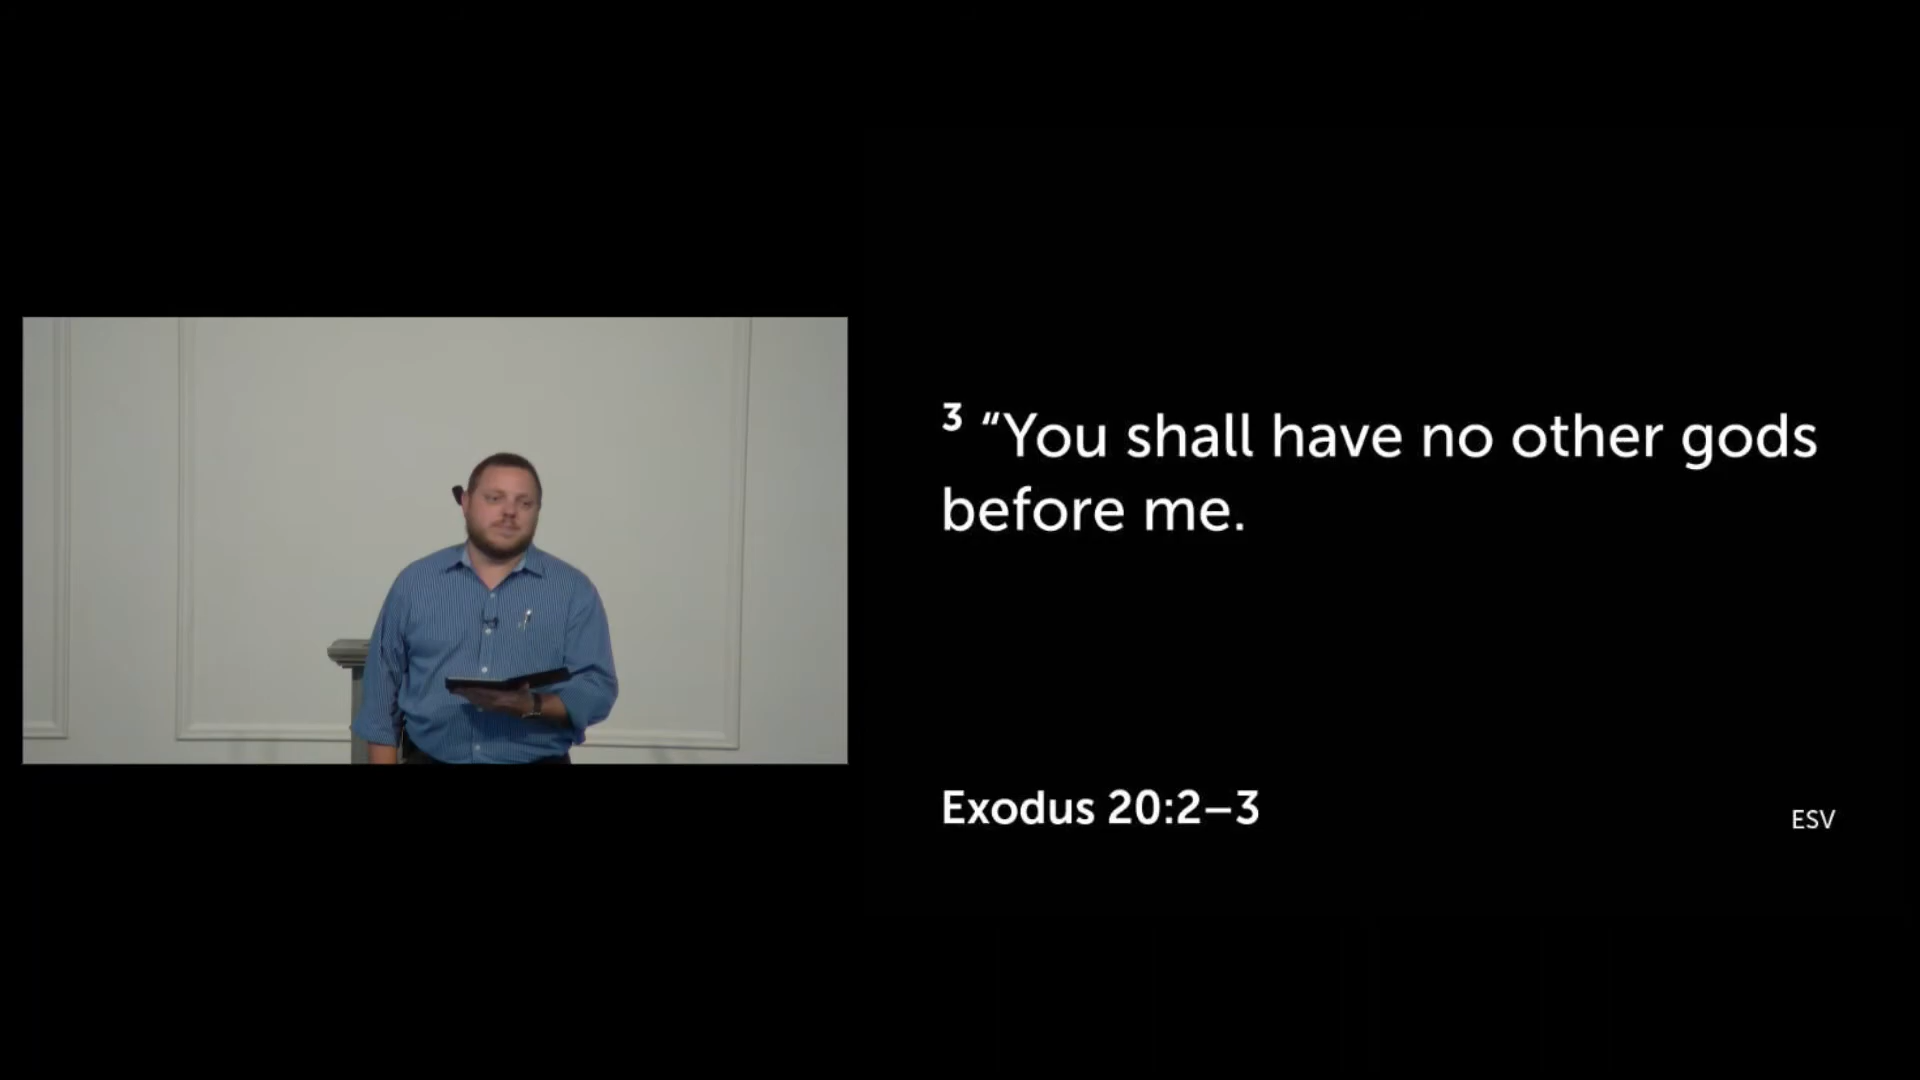 3 “You shall have no other gods
before me.
Exodus 20:2–3
ESV